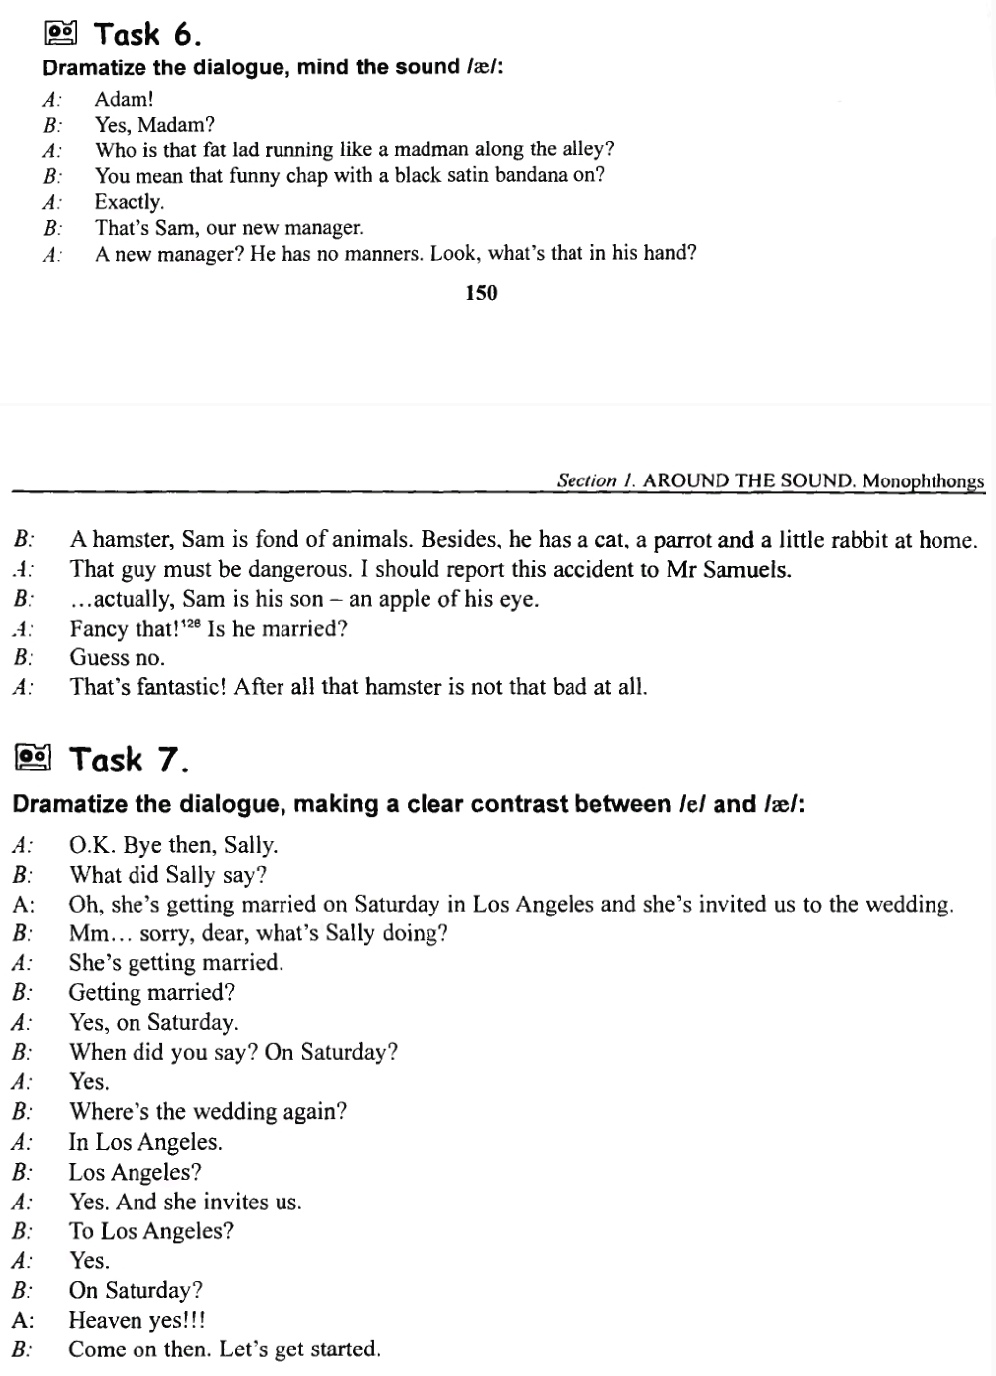 Task 6.
Dramatize the dialogue, mind the sound /æ/:
A: Adam!
B: Yes, Madam?
A: Who is that fat lad running like a madman along the alley?
B: You mean that funny chap with a black satin bandana on?
A: Exactly.
B: That's Sam, our new manager.
A: A new manager? He has no manners. Look, what's that in his hand?
150
Section 1. AROUND THE SOUND. Monophthongs
B: A hamster, Sam is fond of animals. Besides, he has a cat, a parrot and a little rabbit at home.
A: That guy must be dangerous. I should report this accident to Mr Samuels.
B: …actually, Sam is his son – an apple of his eye.
A: Fancy that!¹²⁸ Is he married?
B: Guess no.
A: That's fantastic! After all that hamster is not that bad at all.
Task 7.
Dramatize the dialogue, making a clear contrast between /e/ and /æ/:
A: O.K. Bye then, Sally.
B: What did Sally say?
A: Oh, she's getting married on Saturday in Los Angeles and she's invited us to the wedding.
B: Mm… sorry, dear, what's Sally doing?
A: She's getting married.
B: Getting married?
A: Yes, on Saturday.
B: When did you say? On Saturday?
A: Yes.
B: Where's the wedding again?
A: In Los Angeles.
B: Los Angeles?
A: Yes. And she invites us.
B: To Los Angeles?
A: Yes.
B: On Saturday?
A: Heaven yes!!!
B: Come on then. Let's get started.